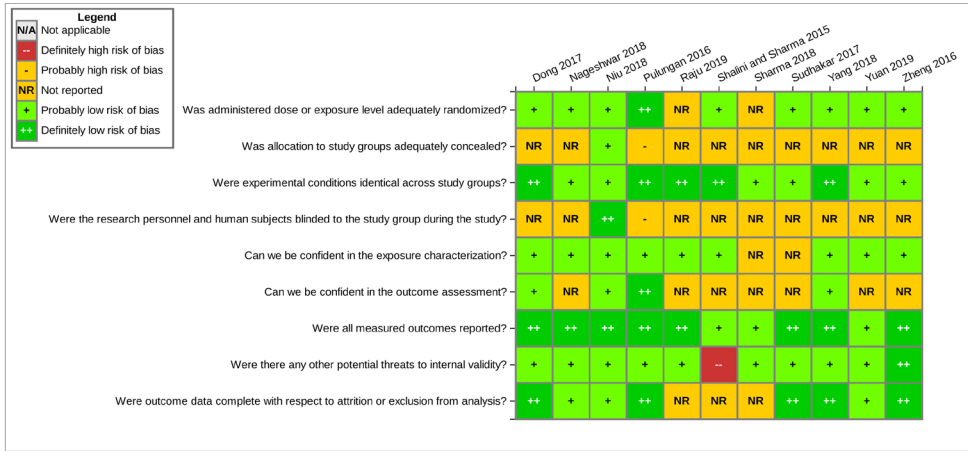 Legend
N/A Not applicable
-- Definitely high risk of bias
- Probably high risk of bias
NR Not reported
+ Probably low risk of bias
++ Definitely low risk of bias
Dong 2017
Nageshwar 2018
Niu 2018
Pulungan 2016
Raju 2019
Shalini and Sharma 2015
Sharma 2018
Sudhakar 2017
Yang 2018
Yuan 2019
Zheng 2016
Was administered dose or exposure level adequately randomized? + + + ++ NR + NR + + + +
Was allocation to study groups adequately concealed? NR NR + - NR NR NR NR NR NR NR
Were experimental conditions identical across study groups? ++ + + ++ ++ ++ + + ++ + +
Were the research personnel and human subjects blinded to the study group during the study? NR NR ++ - NR NR NR NR NR NR NR
Can we be confident in the exposure characterization? + + + + + + NR NR + + +
Can we be confident in the outcome assessment? + NR + ++ NR NR NR NR + NR NR
Were all measured outcomes reported? ++ ++ ++ ++ ++ + + ++ ++ + ++
Were there any other potential threats to internal validity? + + + + + -- + + + + ++
Were outcome data complete with respect to attrition or exclusion from analysis? ++ + + ++ NR NR NR ++ ++ + ++